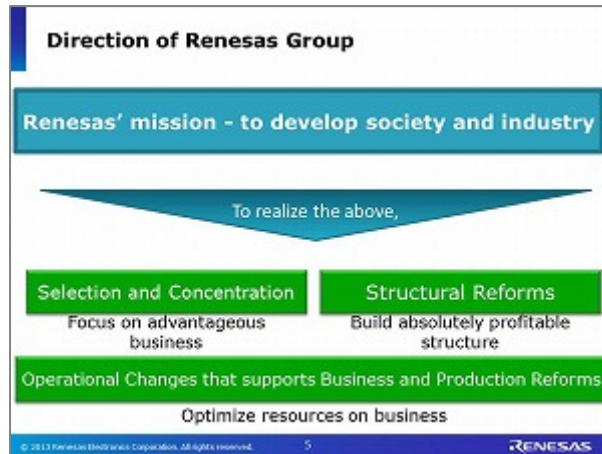 Direction of Renesas Group
Renesas’ mission - to develop society and industry
To realize the above,
Selection and Concentration
Structural Reforms
Focus on advantageous
business
Build absolutely profitable
structure
Operational Changes that supports Business and Production Reforms
Optimize resources on business
© 2013 Renesas Electronics Corporation. All rights reserved.
5
RENESAS